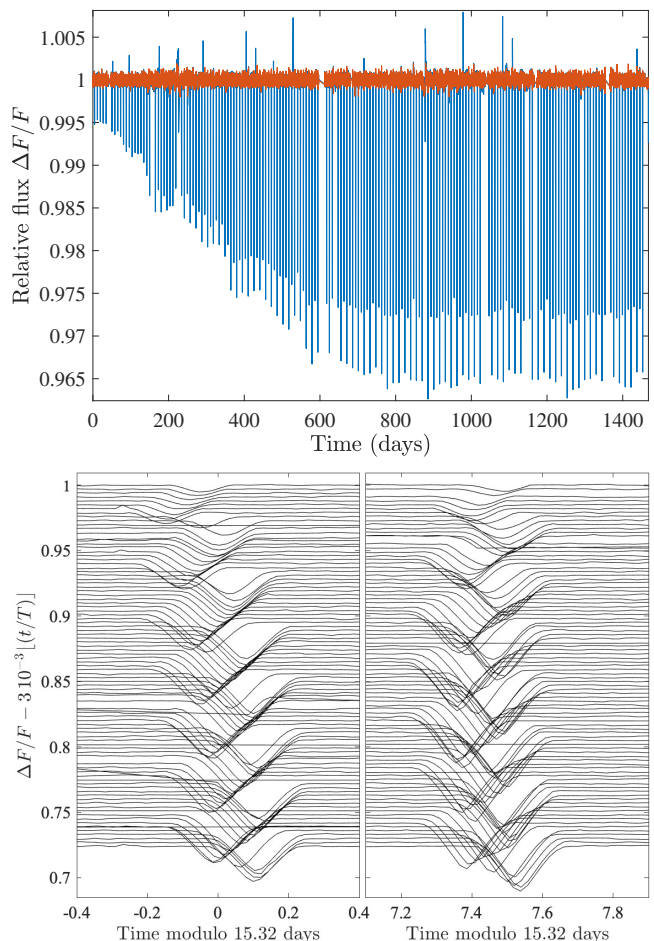 1.005
1
0.995
0.99
0.985
0.98
0.975
0.97
0.965
Relative flux ΔF/F
0 200 400 600 800 1000 1200 1400
Time (days)
1
0.95
0.9
0.85
0.8
0.75
0.7
ΔF/F − 3 10⁻³⌊(t/T)⌋
-0.4 -0.2 0 0.2 0.4 7.2 7.4 7.6 7.8
Time modulo 15.32 days Time modulo 15.32 days